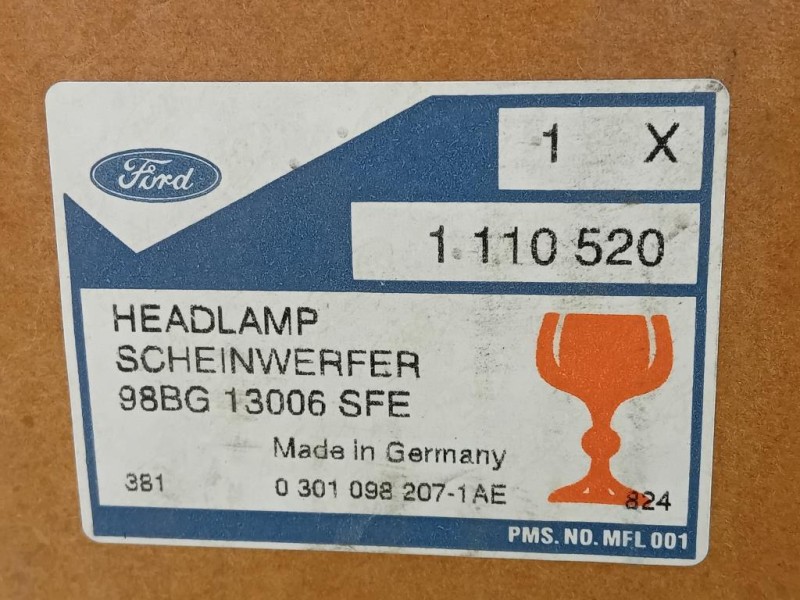 Ford
1 X
1 110 520
HEADLAMP
SCHEINWERFER
98BG 13006 SFE
Made in Germany
381 0 301 098 207-1AE 824
PMS. NO. MFL 001